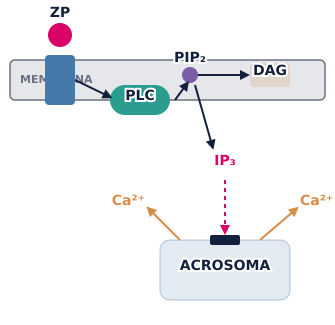 ZP
PIP₂
DAG
MEMBRANA
PLC
IP₃
Ca²⁺
Ca²⁺
ACROSOMA